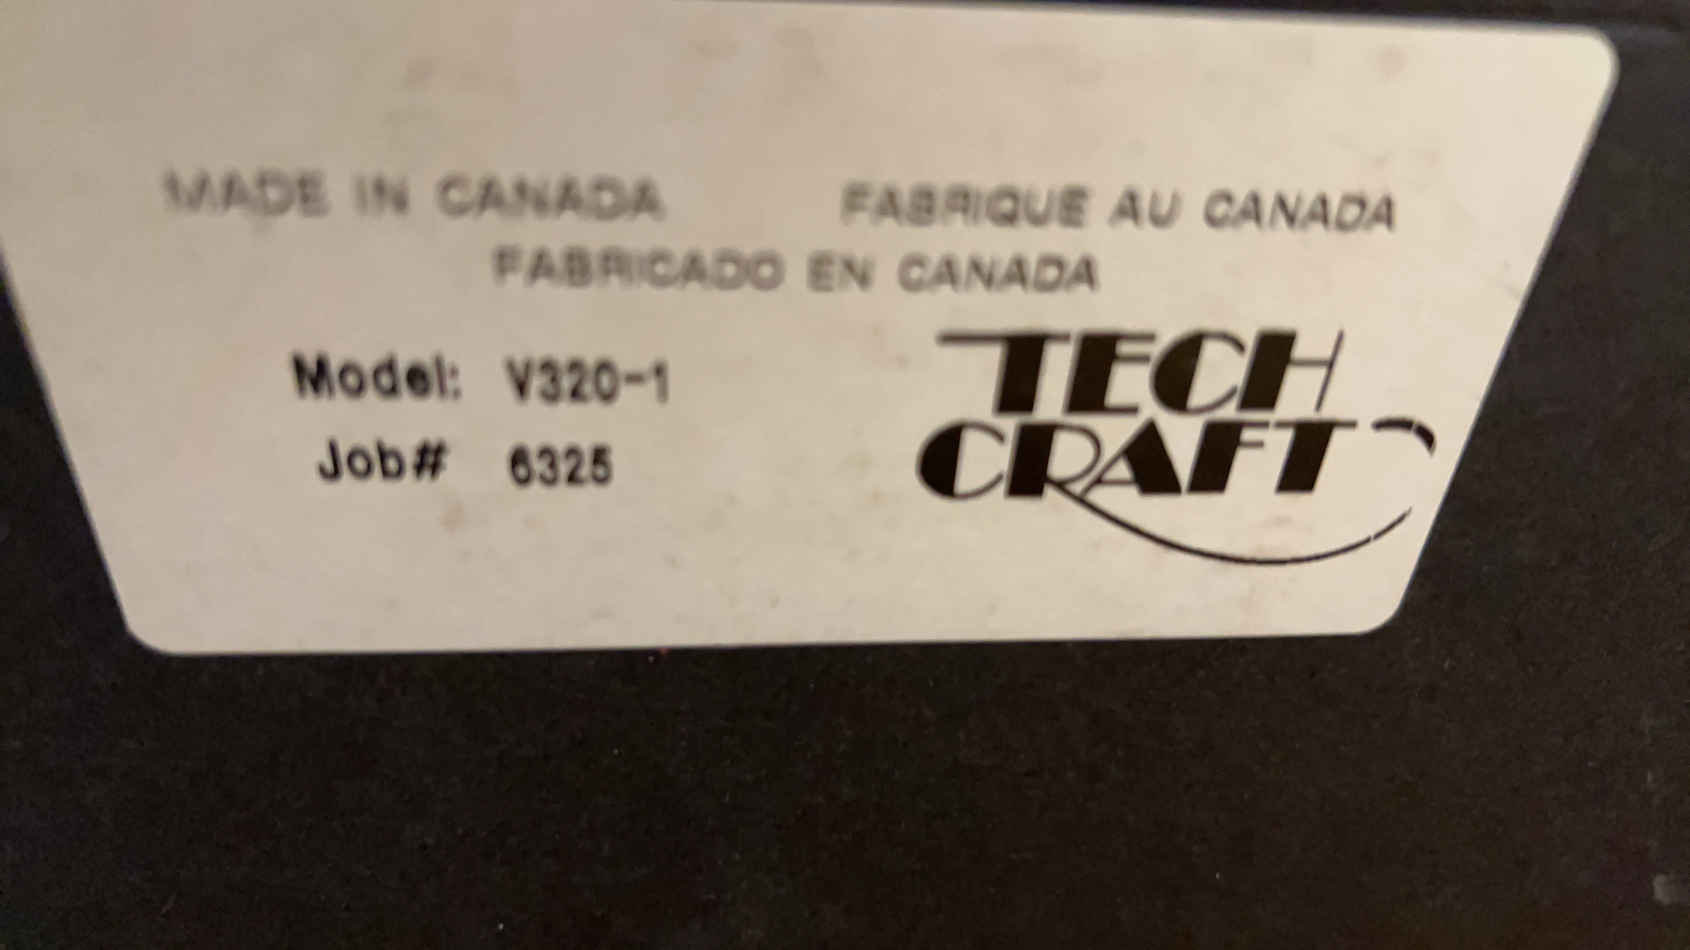 MADE IN CANADA FABRIQUE AU CANADA
FABRICADO EN CANADA
Model: V320-1
Job# 6325
TECH
CRAFT